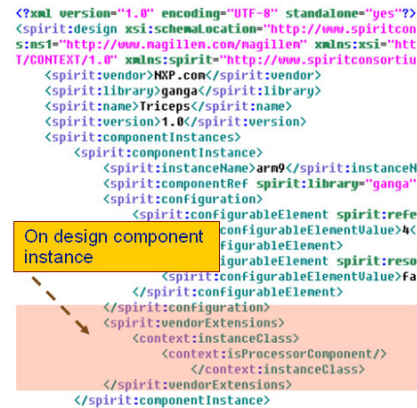 <?xml version="1.0" encoding="UTF-8" standalone="yes"?>
<spirit:design xsi:schemaLocation="http://www.spiritcon
s:ns1="http://www.magillem.com/magillem" xmlns:xsi="htt
T/CONTEXT/1.0" xmlns:spirit="http://www.spiritconsortiu
<spirit:vendor>NXP.com</spirit:vendor>
<spirit:library>ganga</spirit:library>
<spirit:name>Triceps</spirit:name>
<spirit:version>1.0</spirit:version>
<spirit:componentInstances>
<spirit:componentInstance>
<spirit:instanceName>arm9</spirit:instanceN
<spirit:componentRef spirit:library="ganga"
<spirit:configuration>
<spirit:configurableElement spirit:refe
On design component
instance
configurableElementValue>4<
figurableElement>
igurableElement spirit:reso
<spirit:configurableElementValue>fa
</spirit:configurableElement>
</spirit:configuration>
<spirit:vendorExtensions>
<context:instanceClass>
<context:isProcessorComponent/>
</context:instanceClass>
</spirit:vendorExtensions>
</spirit:componentInstance>